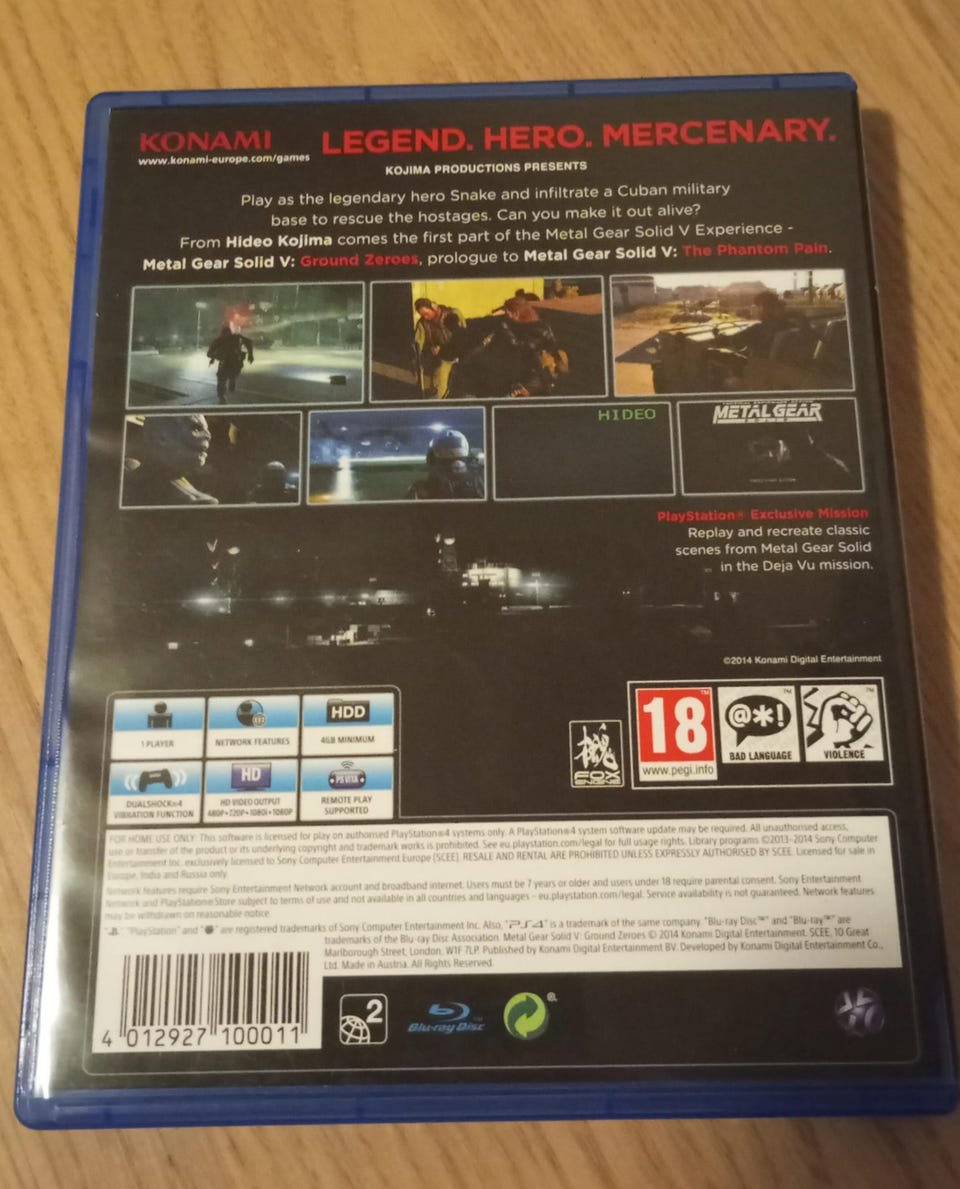 KONAMI
www.konami-europe.com/games
LEGEND. HERO. MERCENARY.
KOJIMA PRODUCTIONS PRESENTS
Play as the legendary hero Snake and infiltrate a Cuban military
base to rescue the hostages. Can you make it out alive?
From Hideo Kojima comes the first part of the Metal Gear Solid V Experience -
Metal Gear Solid V: Ground Zeroes, prologue to Metal Gear Solid V: The Phantom Pain.
HIDEO
METAL GEAR
PlayStation® Exclusive Mission
Replay and recreate classic
scenes from Metal Gear Solid
in the Deja Vu mission.
©2014 Konami Digital Entertainment
1 PLAYER
NETWORK FEATURES
HDD
4GB MINIMUM
DUALSHOCK®4
VIBRATION FUNCTION
HD
HD VIDEO OUTPUT
480P•720P•1080i•1080P
PS VITA
REMOTE PLAY
SUPPORTED
FOX
ENGINE
18
TM
www.pegi.info
@*!
TM
BAD LANGUAGE
TM
VIOLENCE
FOR HOME USE ONLY: This software is licensed for play on authorised PlayStation®4 systems only. A PlayStation®4 system software update may be required. All unauthorised access,
use or transfer of the product or its underlying copyright and trademark works is prohibited. See eu.playstation.com/legal for full usage rights. Library programs ©2013-2014 Sony Computer
Entertainment Inc. exclusively licensed to Sony Computer Entertainment Europe (SCEE). RESALE AND RENTAL ARE PROHIBITED UNLESS EXPRESSLY AUTHORISED BY SCEE. Licensed for sale in
Europe, India and Russia only.
Network features require Sony Entertainment Network account and broadband internet. Users must be 7 years or older and users under 18 require parental consent. Sony Entertainment
Network and PlayStation®Store subject to terms of use and not available in all countries and languages - eu.playstation.com/legal. Service availability is not guaranteed. Network features
may be withdrawn on reasonable notice.
" ", "PlayStation" and " " are registered trademarks of Sony Computer Entertainment Inc. Also, "PS4" is a trademark of the same company. "Blu-ray Disc™" and "Blu-ray™" are
trademarks of the Blu-ray Disc Association. Metal Gear Solid V: Ground Zeroes © 2014 Konami Digital Entertainment. SCEE, 10 Great
Marlborough Street, London, W1F 7LP. Published by Konami Digital Entertainment BV. Developed by Konami Digital Entertainment Co.,
Ltd. Made in Austria. All Rights Reserved.
4 012927 100011
2
Blu-ray Disc